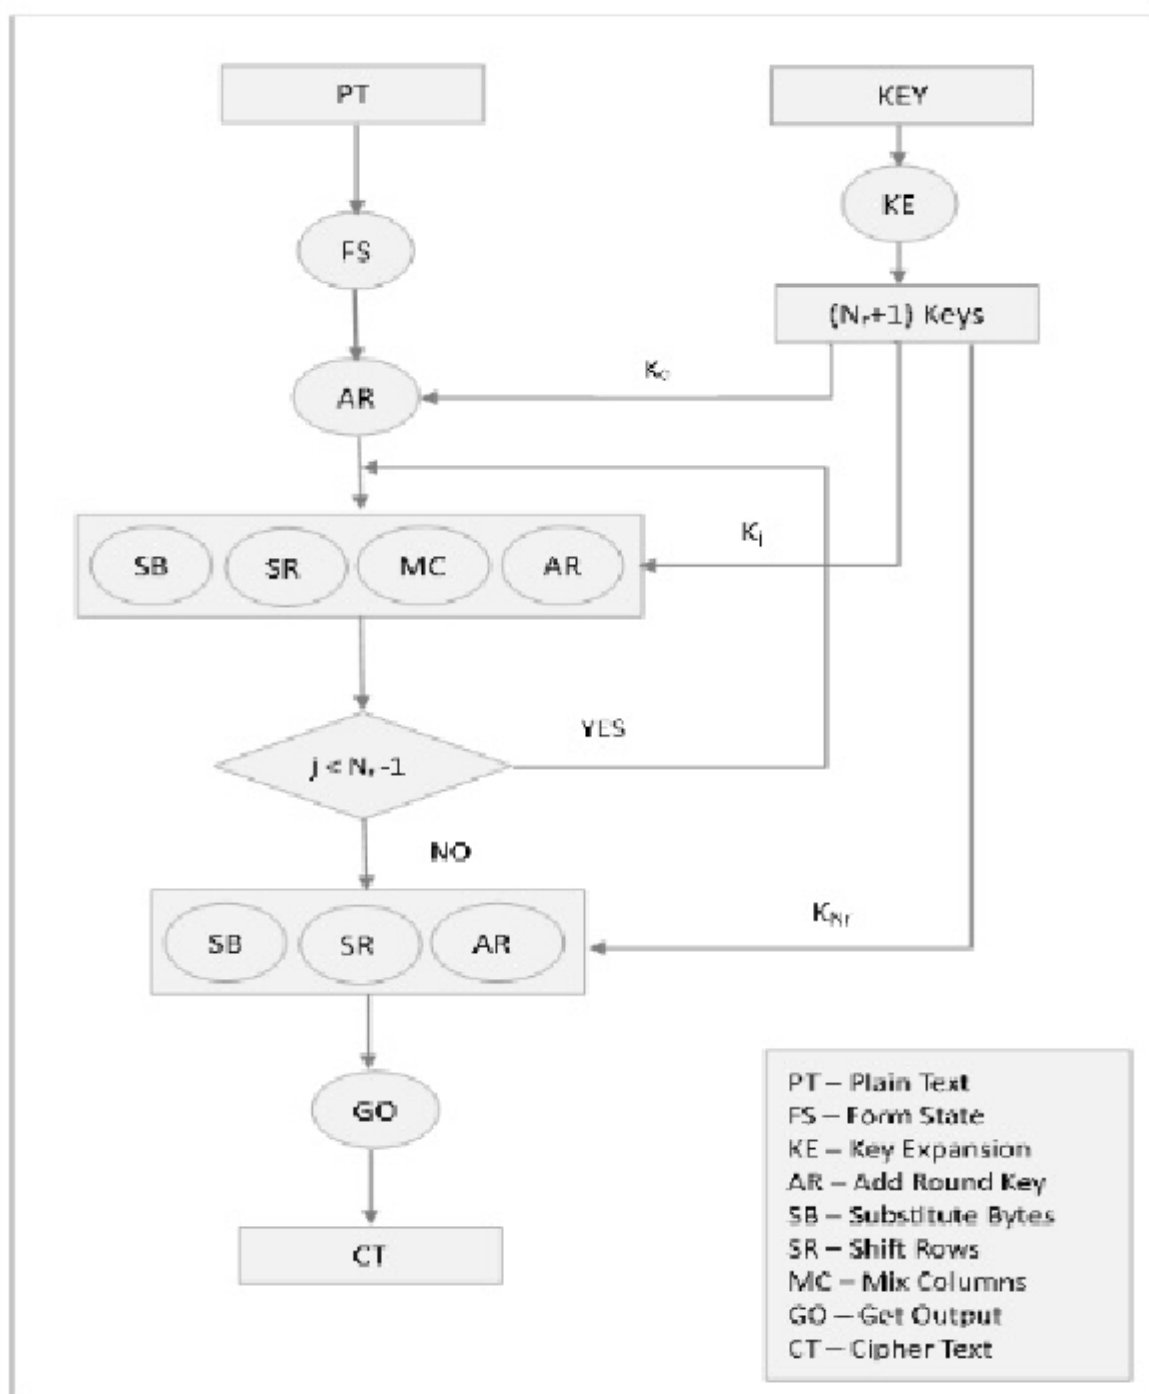 PT
KEY
KE
FS
(Nr+1) Keys
K₀
AR
Kj
SB SR MC AR
YES
j < Nr -1
NO
KNr
SB SR AR
GO
CT
PT – Plain Text
FS – Form State
KE – Key Expansion
AR – Add Round Key
SB – Substitute Bytes
SR – Shift Rows
MC – Mix Columns
GO – Get Output
CT – Cipher Text